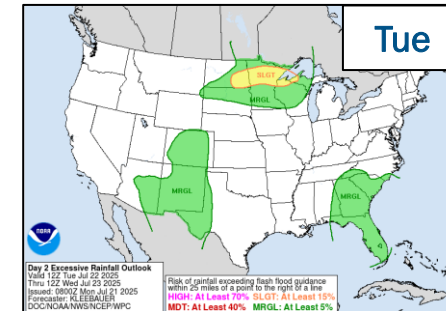 Tue
SLGT
MRGL
MRGL
MRGL
NOAA
Day 2 Excessive Rainfall Outlook
Valid 12Z Tue Jul 22 2025
Thru 12Z Wed Jul 23 2025
Issued: 0800Z Mon Jul 21 2025
Forecaster: KLEEBAUER
DOC/NOAA/NWS/NCEP/WPC
Risk of rainfall exceeding flash flood guidance
within 25 miles of a point to the right of a line
HIGH: At Least 70% SLGT: At Least 15%
MDT: At Least 40% MRGL: At Least 5%